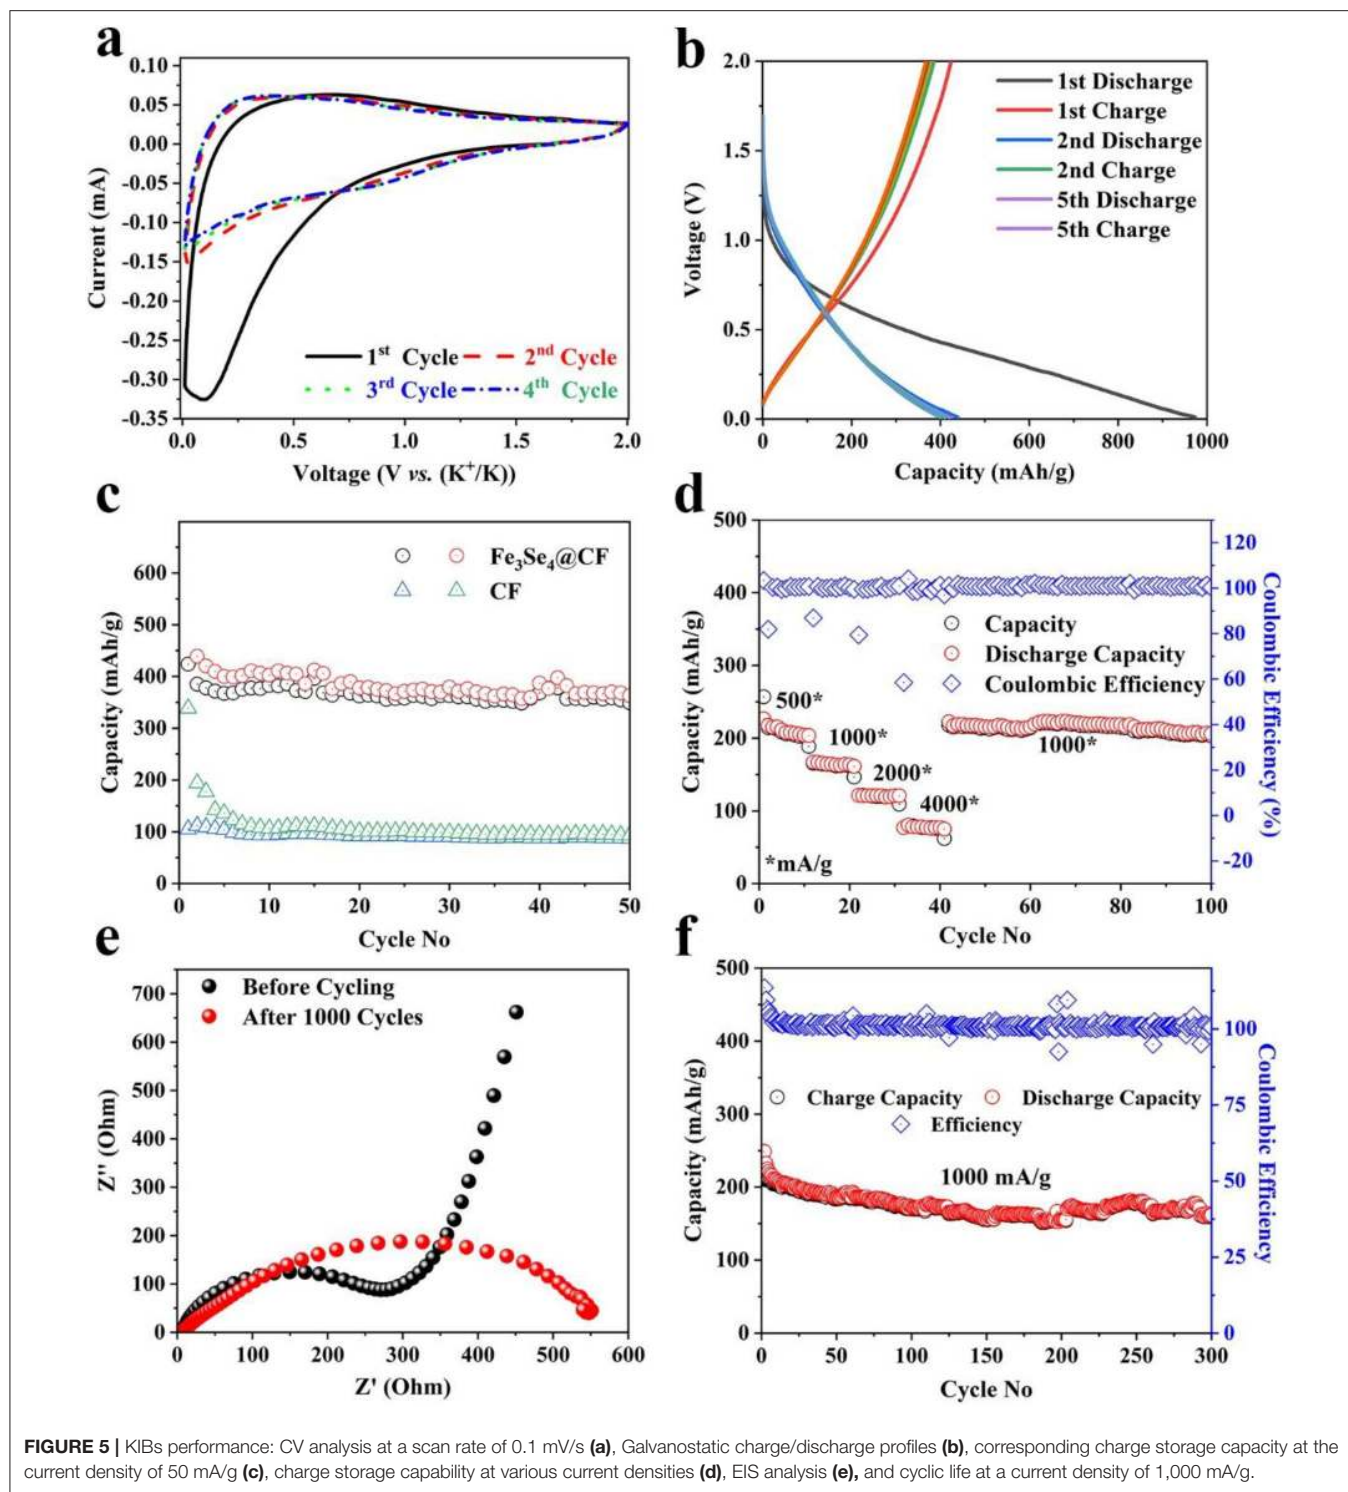 a
0.10
0.05
0.00
-0.05
-0.10
-0.15
-0.20
-0.25
-0.30
-0.35
Current (mA)
1st Cycle
2nd Cycle
3rd Cycle
4th Cycle
0.0 0.5 1.0 1.5 2.0
Voltage (V vs. (K+/K))
b
2.0
1.5
1.0
0.5
0.0
Voltage (V)
1st Discharge
1st Charge
2nd Discharge
2nd Charge
5th Discharge
5th Charge
0 200 400 600 800 1000
Capacity (mAh/g)
c
600
500
400
300
200
100
0
Capacity (mAh/g)
Fe3Se4@CF
CF
0 10 20 30 40 50
Cycle No
d
500
400
300
200
100
0
Capacity (mAh/g)
120
100
80
60
40
20
0
-20
Coulombic Efficiency (%)
Capacity
Discharge Capacity
Coulombic Efficiency
500*
1000*
2000*
4000*
1000*
*mA/g
0 20 40 60 80 100
Cycle No
e
700
600
500
400
300
200
100
0
Z'' (Ohm)
Before Cycling
After 1000 Cycles
0 100 200 300 400 500 600
Z' (Ohm)
f
500
400
300
200
100
0
Capacity (mAh/g)
100
75
50
25
0
Coulombic Efficiency
Charge Capacity
Discharge Capacity
Efficiency
1000 mA/g
0 50 100 150 200 250 300
Cycle No
FIGURE 5 | KIBs performance: CV analysis at a scan rate of 0.1 mV/s (a), Galvanostatic charge/discharge profiles (b), corresponding charge storage capacity at the
current density of 50 mA/g (c), charge storage capability at various current densities (d), EIS analysis (e), and cyclic life at a current density of 1,000 mA/g.